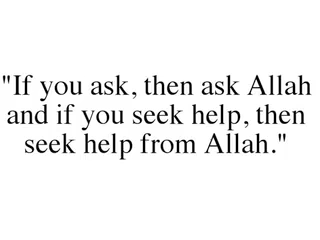 "If you ask, then ask Allah
and if you seek help, then
seek help from Allah."